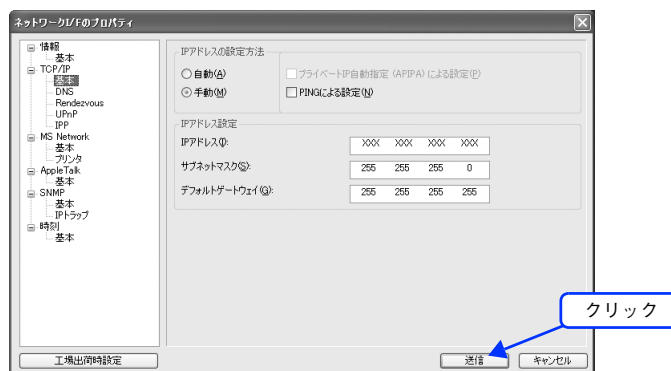 ネットワークI/Fのプロパティ
情報
基本
TCP/IP
基本
DNS
Rendezvous
UPnP
IPP
MS Network
基本
プリンタ
AppleTalk
基本
SNMP
基本
IPトラップ
時刻
基本
IPアドレスの設定方法
自動(A)
プライベートIP自動指定 (APIPA) による設定(P)
手動(M)
PINGによる設定(N)
IPアドレス設定
IPアドレス(I): XXX XXX XXX XXX
サブネットマスク(S): 255 255 255 0
デフォルトゲートウェイ(G): 255 255 255 255
クリック
工場出荷時設定
送信
キャンセル